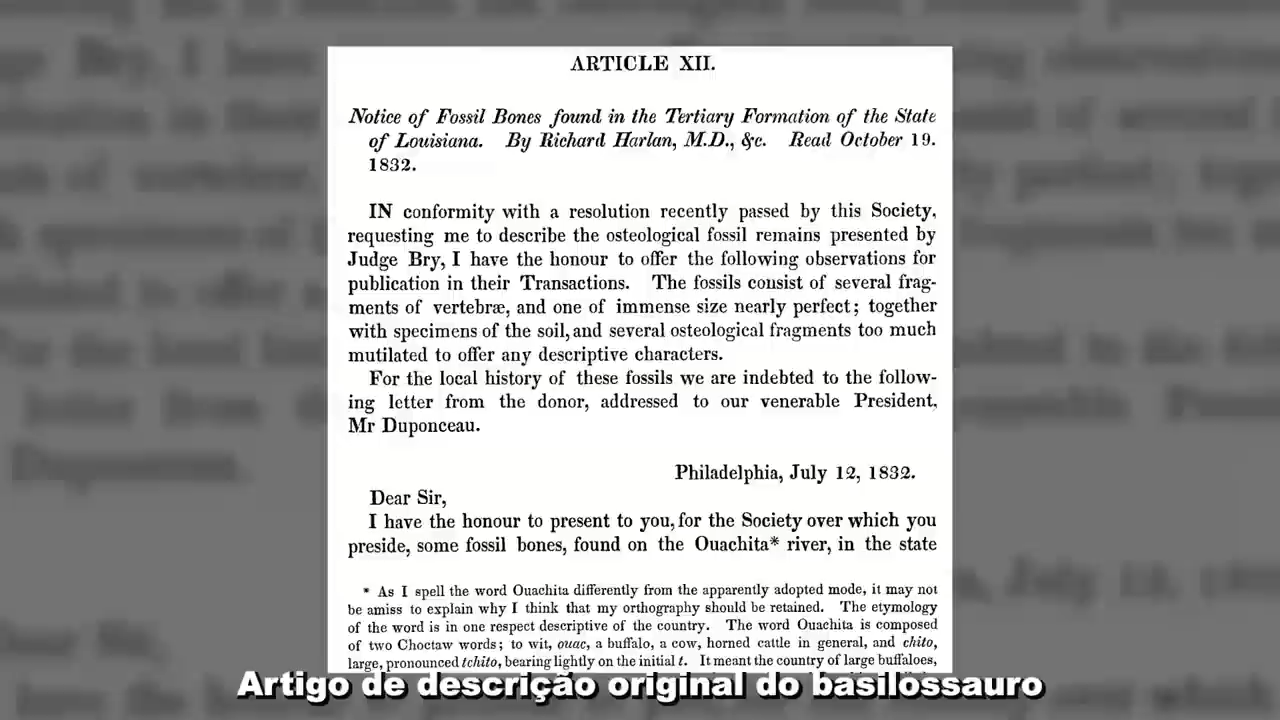 ARTICLE XII.
Notice of Fossil Bones found in the Tertiary Formation of the State
of Louisiana. By Richard Harlan, M.D., &c. Read October 19.
1832.
IN conformity with a resolution recently passed by this Society,
requesting me to describe the osteological fossil remains presented by
Judge Bry, I have the honour to offer the following observations for
publication in their Transactions. The fossils consist of several frag-
ments of vertebræ, and one of immense size nearly perfect; together
with specimens of the soil, and several osteological fragments too much
mutilated to offer any descriptive characters.
For the local history of these fossils we are indebted to the follow-
ing letter from the donor, addressed to our venerable President,
Mr Duponceau.
Philadelphia, July 12, 1832.
Dear Sir,
I have the honour to present to you, for the Society over which you
preside, some fossil bones, found on the Ouachita* river, in the state
* As I spell the word Ouachita differently from the apparently adopted mode, it may not
be amiss to explain why I think that my orthography should be retained. The etymology
of the word is in one respect descriptive of the country. The word Ouachita is composed
of two Choctaw words; to wit, ouac, a buffalo, a cow, horned cattle in general, and chito,
large, pronounced tchito, bearing lightly on the initial t. It meant the country of large buffaloes,
Artigo de descrição original do basilossauro